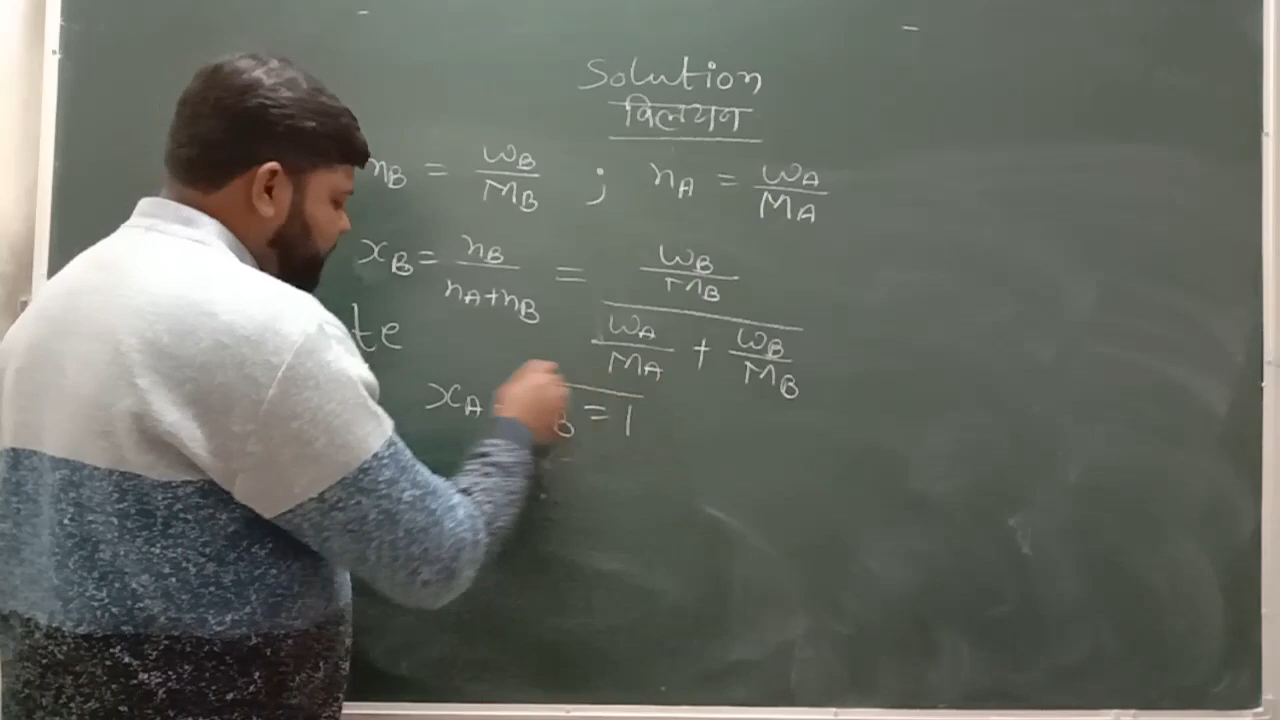 Solution
विलयन
nB = wB/MB ; nA = wA/MA
xB = nB/nA+nB = wB/MB / wA/MA + wB/MB
te
xA B = 1